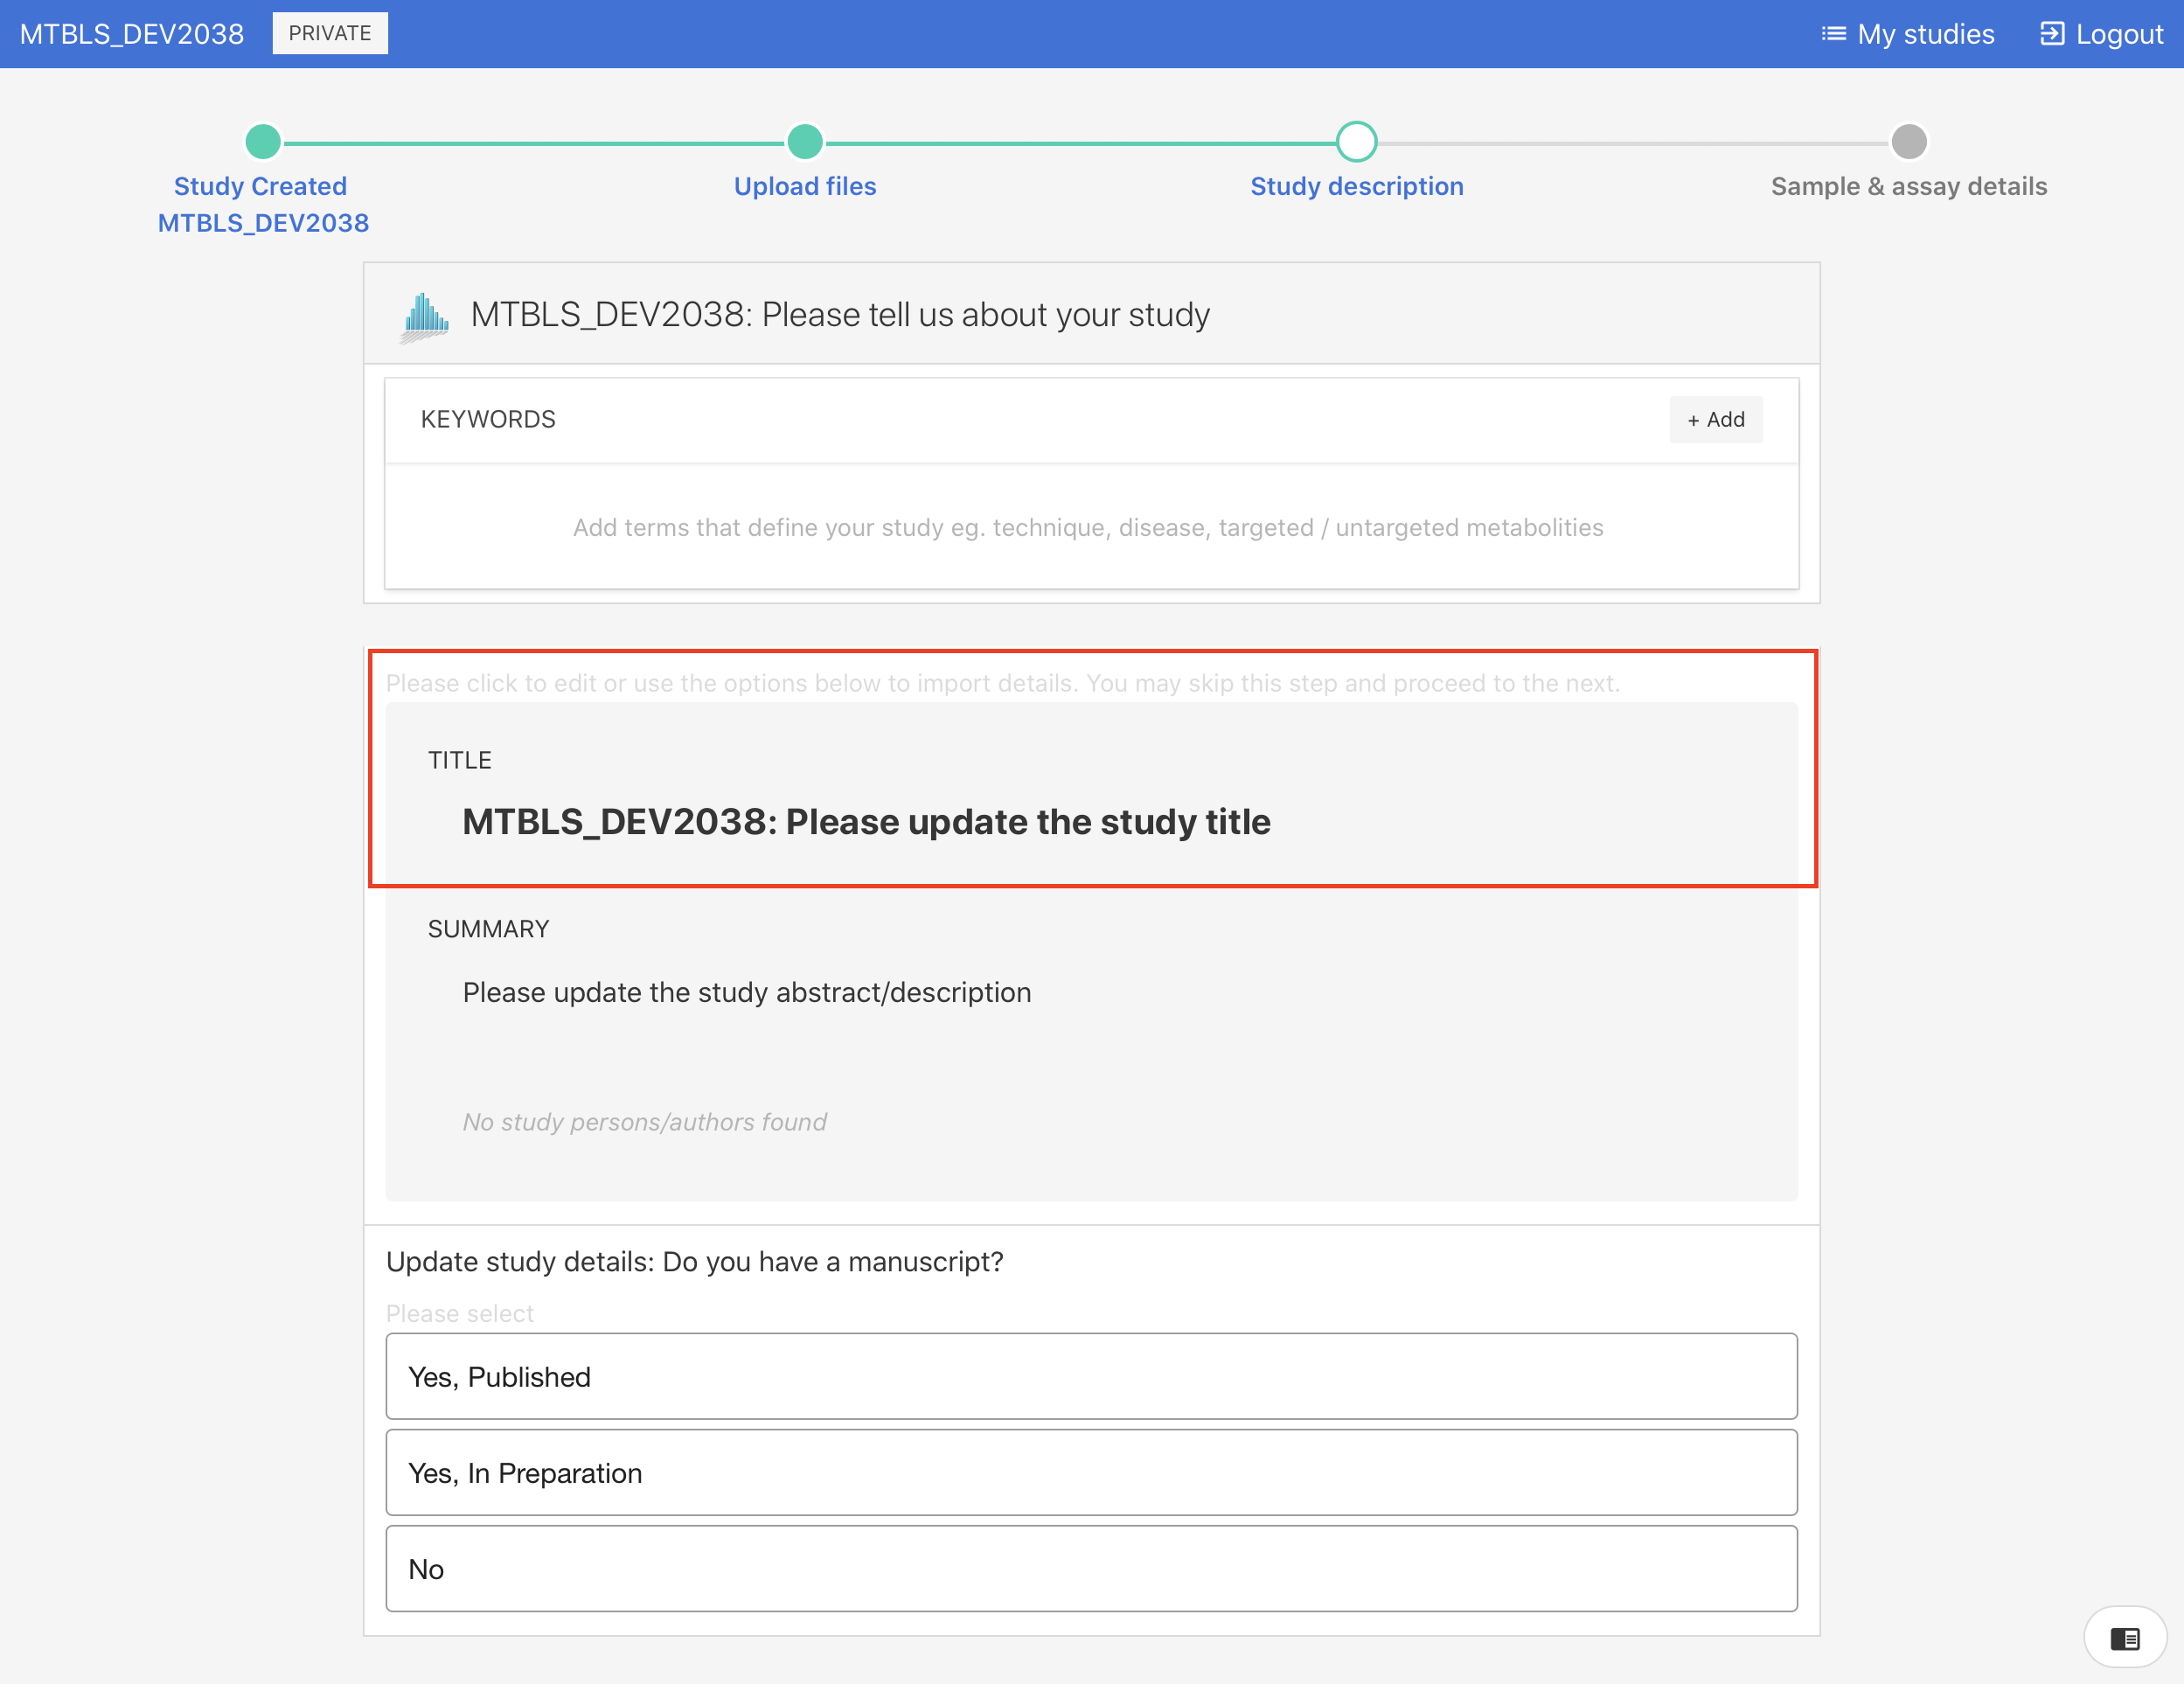 MTBLS_DEV2038
PRIVATE
My studies
Logout
Study Created
MTBLS_DEV2038
Upload files
Study description
Sample & assay details
MTBLS_DEV2038: Please tell us about your study
KEYWORDS
+ Add
Add terms that define your study eg. technique, disease, targeted / untargeted metabolities
Please click to edit or use the options below to import details. You may skip this step and proceed to the next.
TITLE
MTBLS_DEV2038: Please update the study title
SUMMARY
Please update the study abstract/description
No study persons/authors found
Update study details: Do you have a manuscript?
Please select
Yes, Published
Yes, In Preparation
No